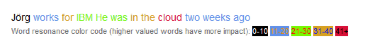 Jörg works for IBM He was in the cloud two weeks ago
Word resonance color code (higher valued words have more impact): 0-10 11-20 21-30 31-40 41+